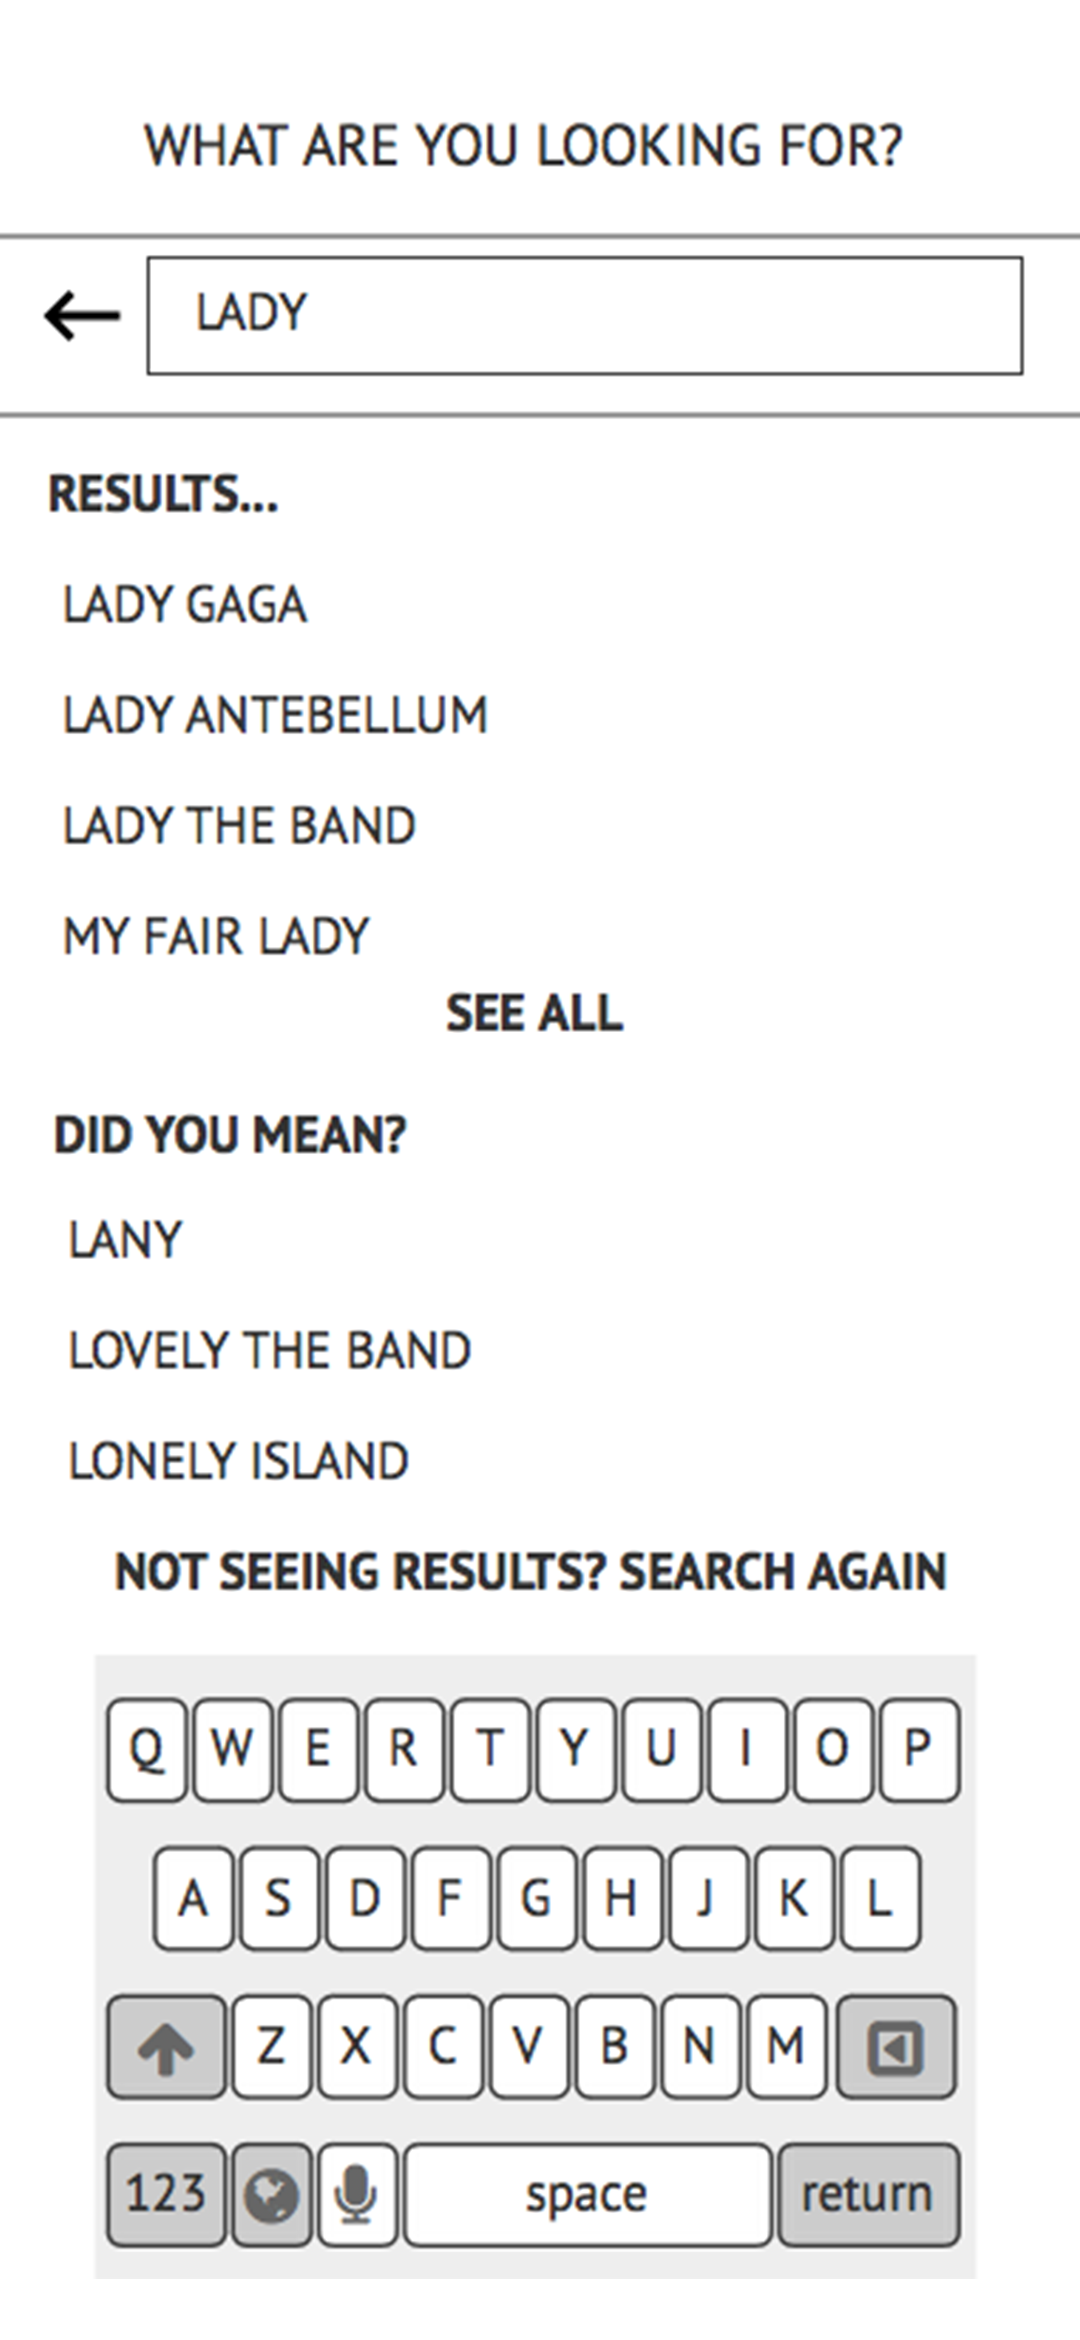 WHAT ARE YOU LOOKING FOR?
LADY
RESULTS...
LADY GAGA
LADY ANTEBELLUM
LADY THE BAND
MY FAIR LADY
SEE ALL
DID YOU MEAN?
LANY
LOVELY THE BAND
LONELY ISLAND
NOT SEEING RESULTS? SEARCH AGAIN
Q W E R T Y U I O P
A S D F G H J K L
Z X C V B N M
123 space return